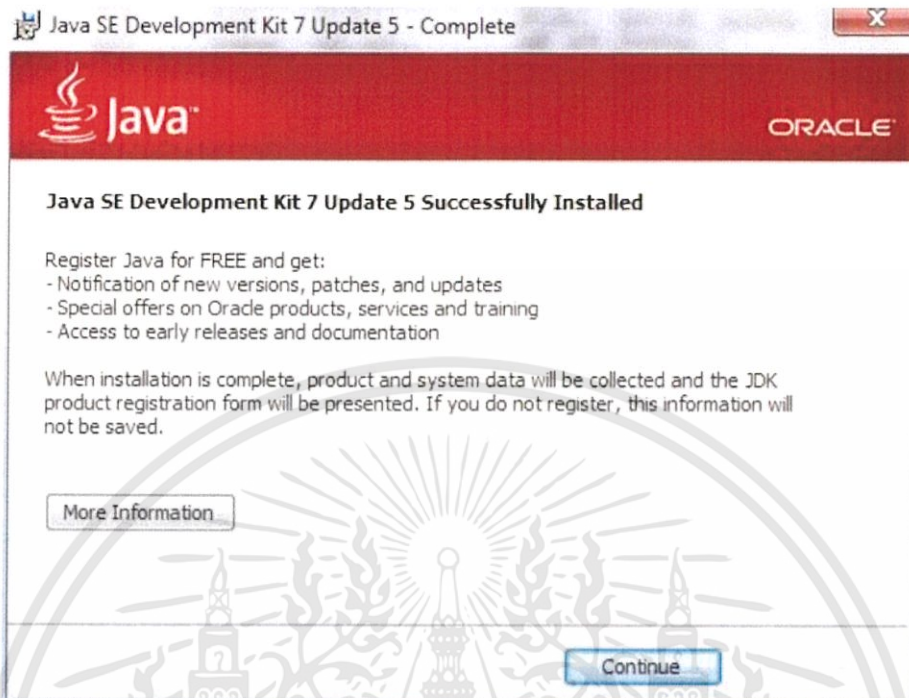 Java SE Development Kit 7 Update 5 - Complete
Java™
ORACLE
Java SE Development Kit 7 Update 5 Successfully Installed
Register Java for FREE and get:
- Notification of new versions, patches, and updates
- Special offers on Oracle products, services and training
- Access to early releases and documentation
When installation is complete, product and system data will be collected and the JDK
product registration form will be presented. If you do not register, this information will
not be saved.
More Information
Continue